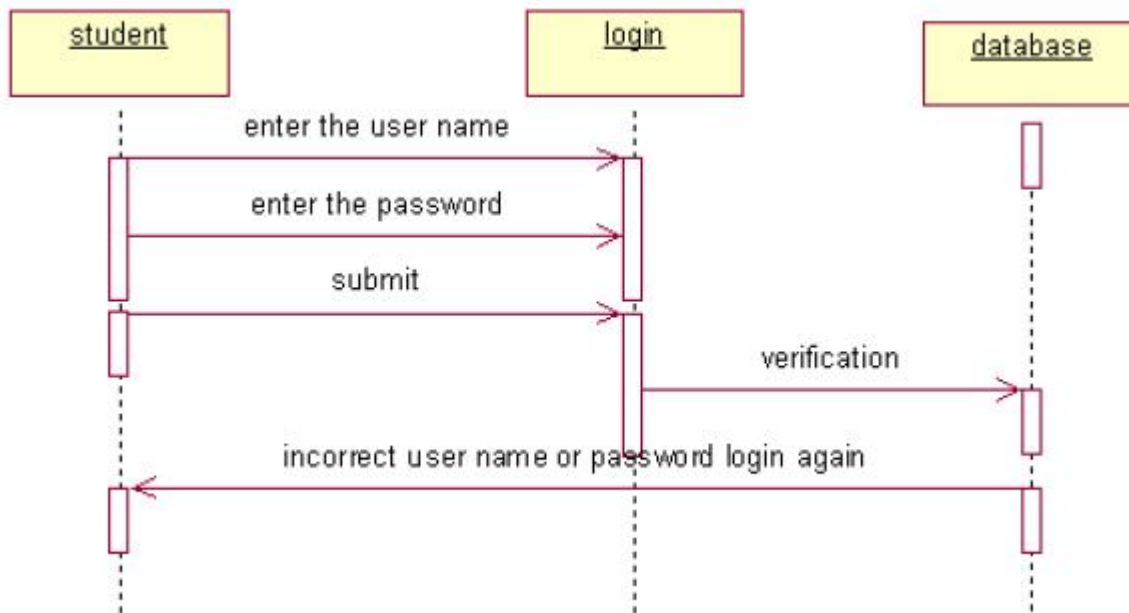 student
login
database
enter the user name
enter the password
submit
verification
incorrect user name or password login again